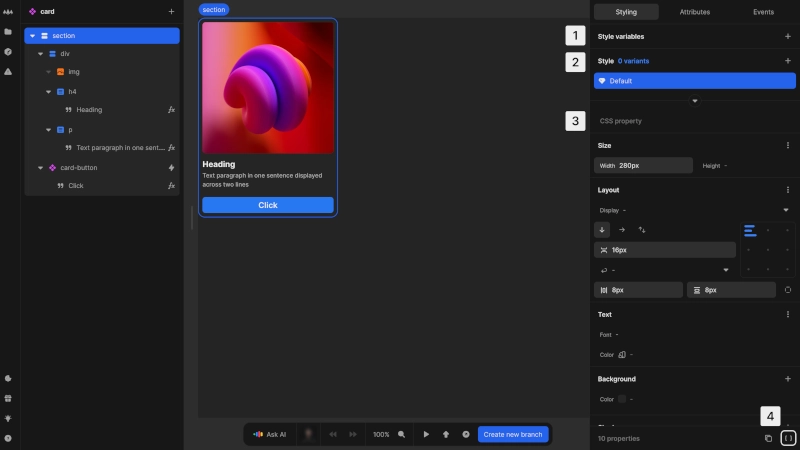 card
section
div
img
h4
Heading
fx
p
Text paragraph in one sent...
fx
card-button
Click
fx
section
Heading
Text paragraph in one sentence displayed
across two lines
Click
Ask AI
100%
Create new branch
1
2
3
4
Styling
Attributes
Events
Style variables
Style 0 variants
Default
CSS property
Size
Width 280px
Height -
Layout
Display -
16px
-
8px
8px
Text
Font -
Color -
Background
Color -
10 properties